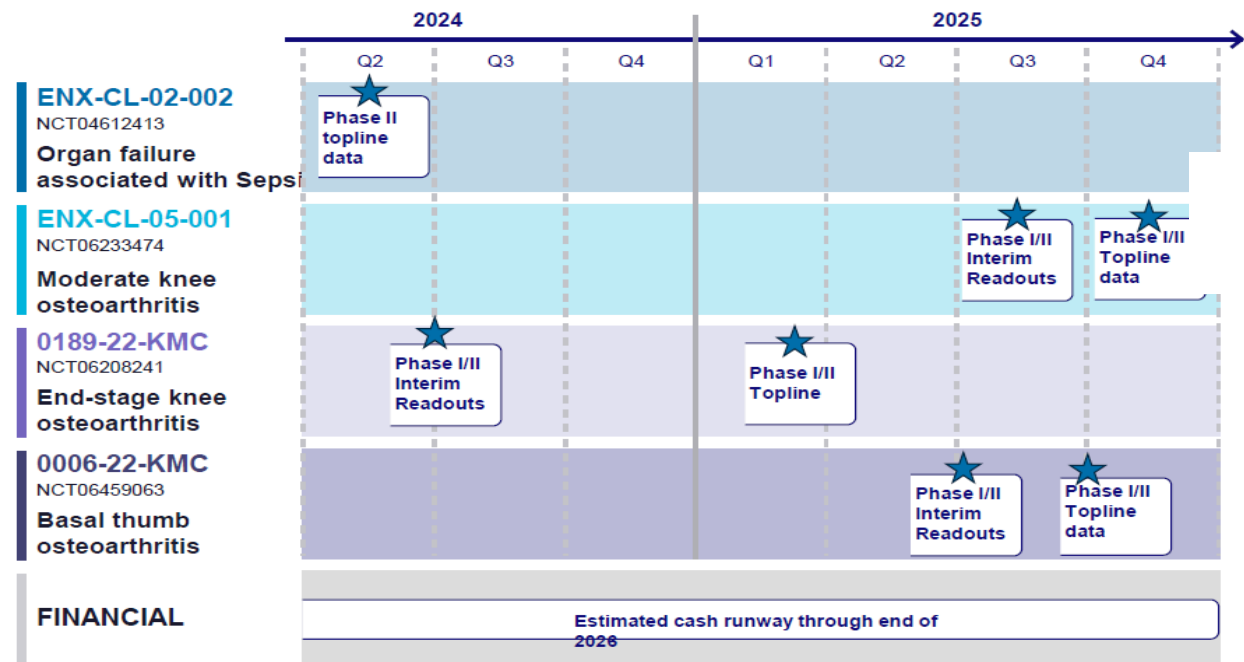 2024
2025
Q2
Q3
Q4
Q1
Q2
Q3
Q4
ENX-CL-02-002
NCT04612413
Organ failure
associated with Sepsi
Phase II
topline
data
ENX-CL-05-001
NCT06233474
Moderate knee
osteoarthritis
Phase I/II
Interim
Readouts
Phase I/II
Topline
data
0189-22-KMC
NCT06208241
End-stage knee
osteoarthritis
Phase I/II
Interim
Readouts
Phase I/II
Topline
0006-22-KMC
NCT06459063
Basal thumb
osteoarthritis
Phase I/II
Interim
Readouts
Phase I/II
Topline
data
FINANCIAL
Estimated cash runway through end of
2026